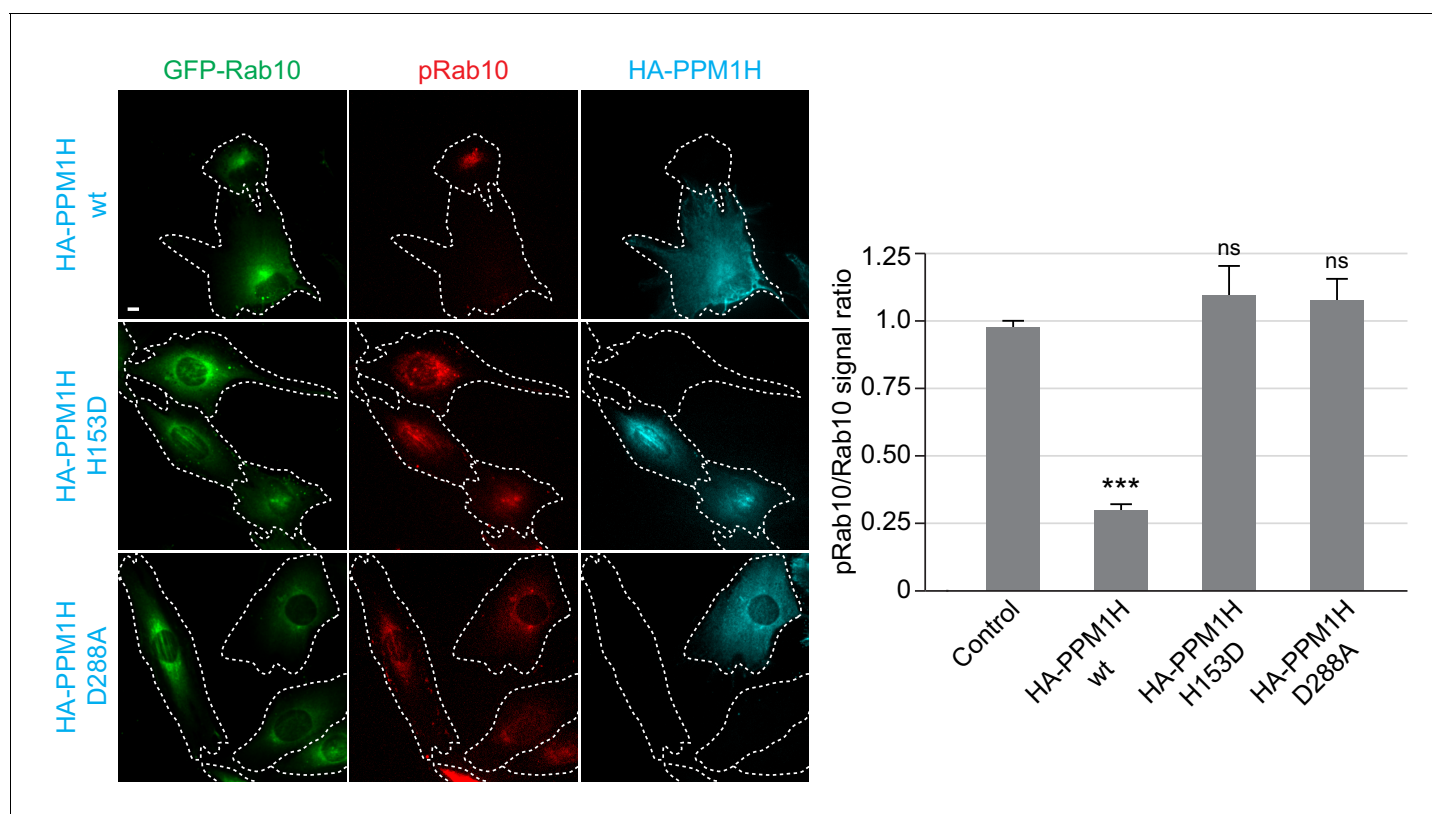 GFP-Rab10
pRab10
HA-PPM1H
HA-PPM1H
wt
HA-PPM1H
H153D
HA-PPM1H
D288A
pRab10/Rab10 signal ratio
1.25
1.0
0.75
0.50
0.25
0
***
ns
ns
Control
HA-PPM1H
wt
HA-PPM1H
H153D
HA-PPM1H
D288A